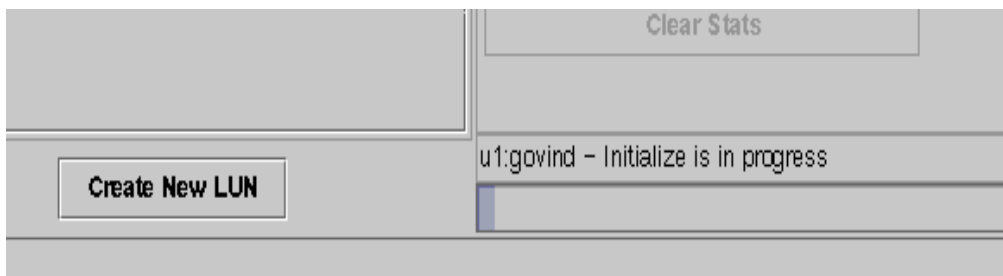 Clear Stats
u1:govind – Initialize is in progress
Create New LUN